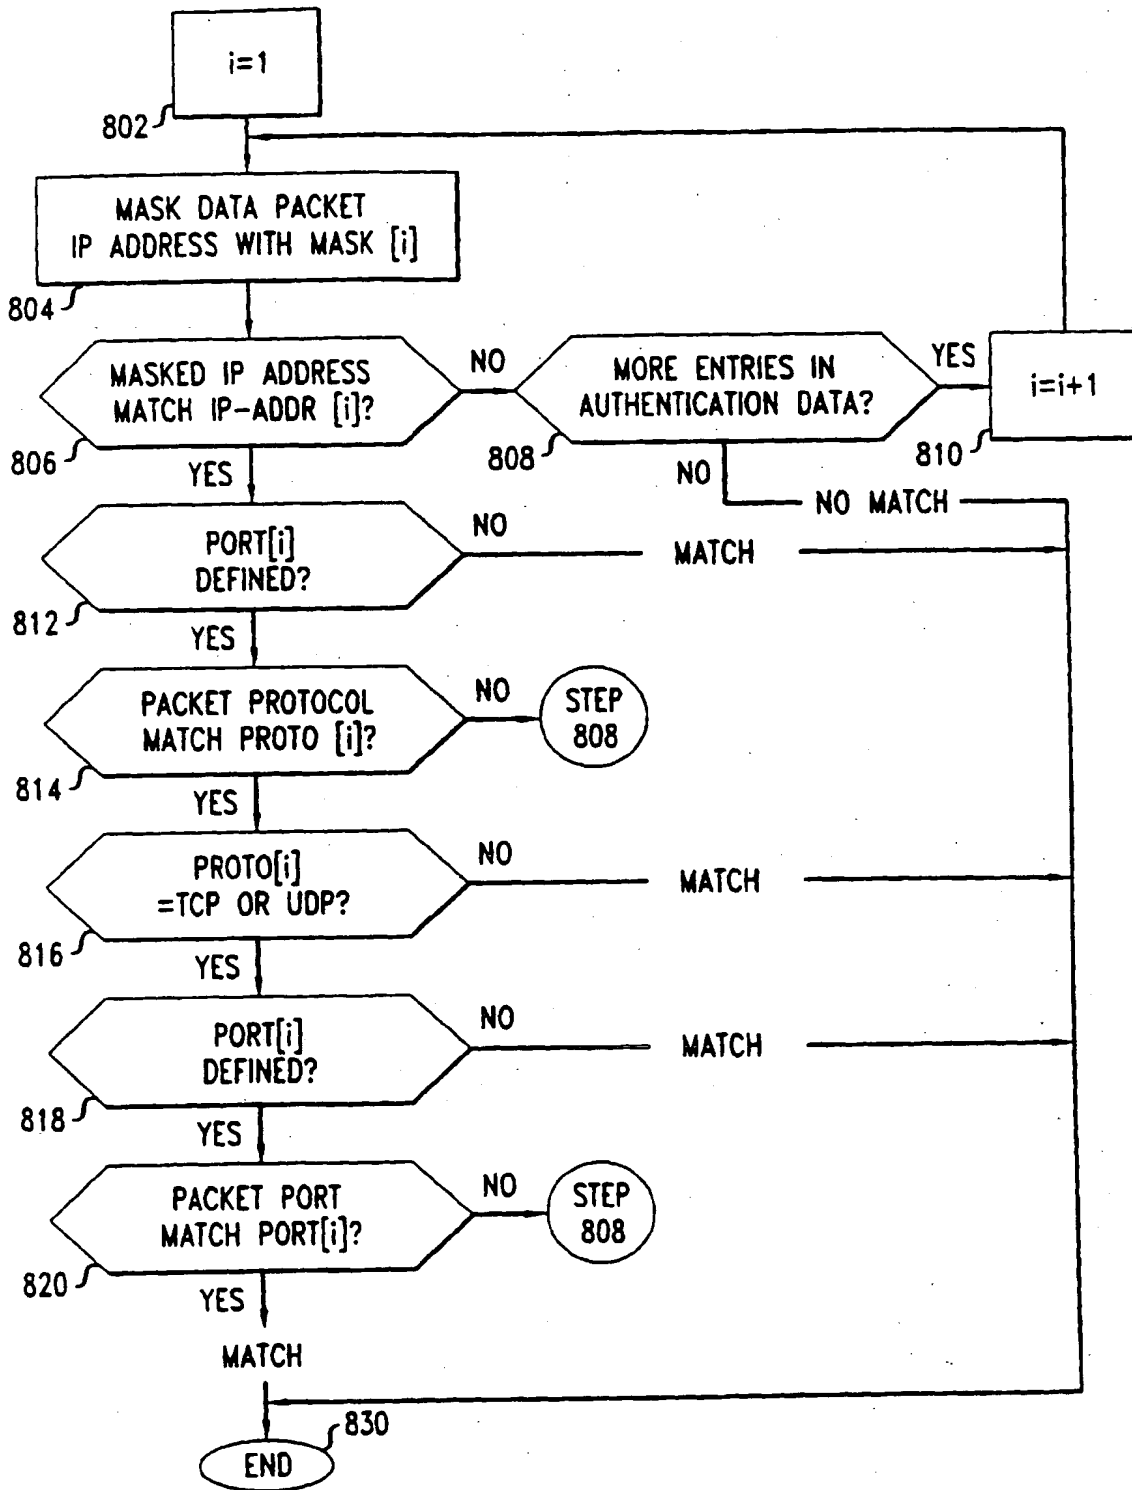 i=1
802
MASK DATA PACKET
IP ADDRESS WITH MASK [i]
804
MASKED IP ADDRESS
MATCH IP-ADDR [i]?
806
NO
YES
MORE ENTRIES IN
AUTHENTICATION DATA?
808
YES
NO
i=i+1
810
NO MATCH
PORT[i]
DEFINED?
812
NO
MATCH
YES
PACKET PROTOCOL
MATCH PROTO [i]?
814
NO
STEP
808
YES
PROTO[i]
=TCP OR UDP?
816
NO
MATCH
YES
PORT[i]
DEFINED?
818
NO
MATCH
YES
PACKET PORT
MATCH PORT[i]?
820
NO
STEP
808
YES
MATCH
830
END